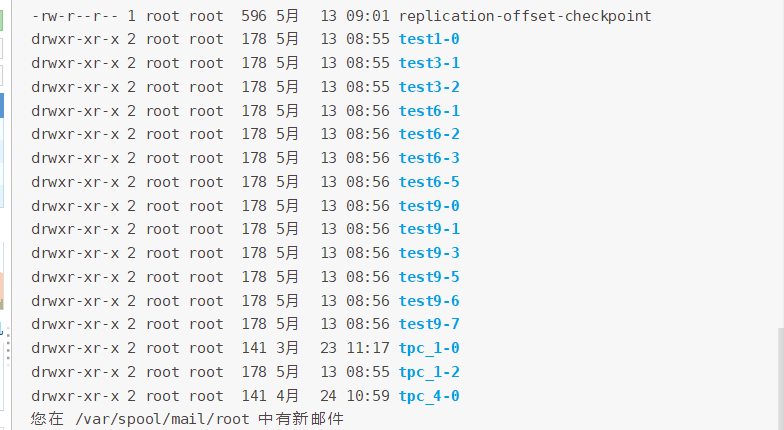 -rw-r--r-- 1 root root 596 5月 13 09:01 replication-offset-checkpoint
drwxr-xr-x 2 root root 178 5月 13 08:55 test1-0
drwxr-xr-x 2 root root 178 5月 13 08:55 test3-1
drwxr-xr-x 2 root root 178 5月 13 08:55 test3-2
drwxr-xr-x 2 root root 178 5月 13 08:56 test6-1
drwxr-xr-x 2 root root 178 5月 13 08:56 test6-2
drwxr-xr-x 2 root root 178 5月 13 08:56 test6-3
drwxr-xr-x 2 root root 178 5月 13 08:56 test6-5
drwxr-xr-x 2 root root 178 5月 13 08:56 test9-0
drwxr-xr-x 2 root root 178 5月 13 08:56 test9-1
drwxr-xr-x 2 root root 178 5月 13 08:56 test9-3
drwxr-xr-x 2 root root 178 5月 13 08:56 test9-5
drwxr-xr-x 2 root root 178 5月 13 08:56 test9-6
drwxr-xr-x 2 root root 178 5月 13 08:56 test9-7
drwxr-xr-x 2 root root 141 3月 23 11:17 tpc_1-0
drwxr-xr-x 2 root root 178 5月 13 08:55 tpc_1-2
drwxr-xr-x 2 root root 141 4月 24 10:59 tpc_4-0
您在 /var/spool/mail/root 中有新邮件